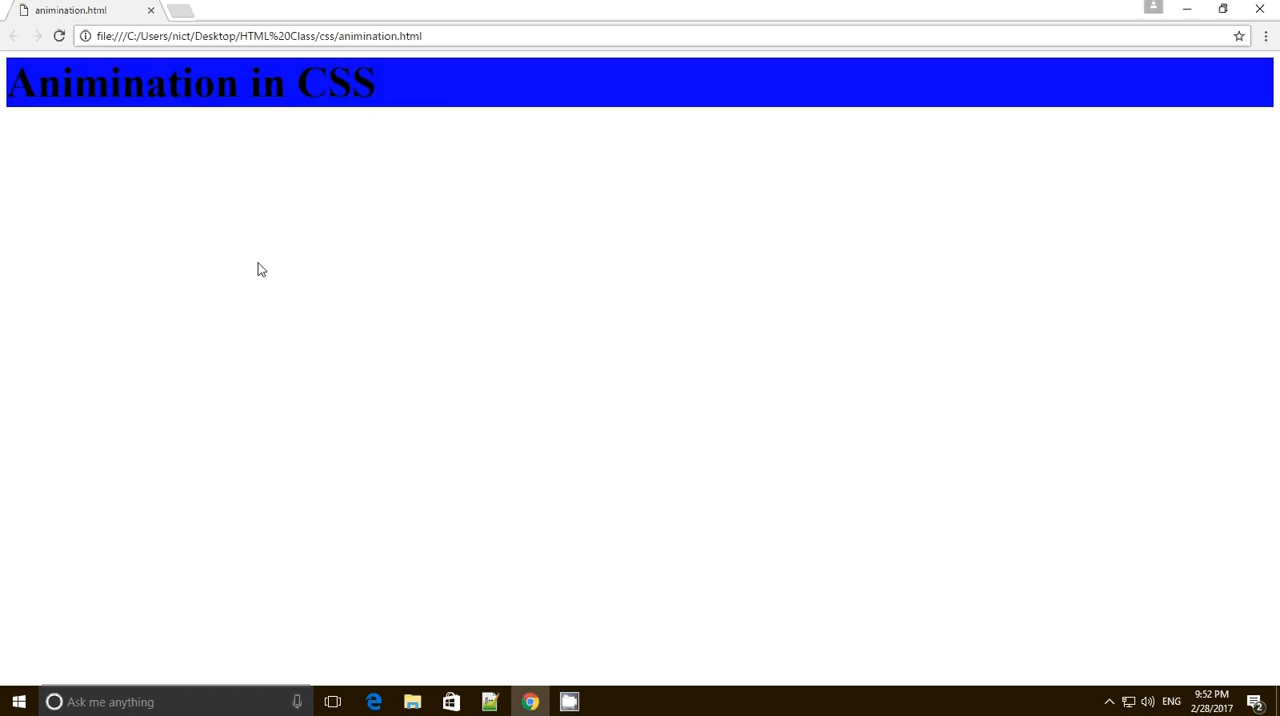 animination.html
file:///C:/Users/nict/Desktop/HTML%20Class/css/animination.html
Animination in CSS
Ask me anything
ENG
9:52 PM
2/28/2017
2